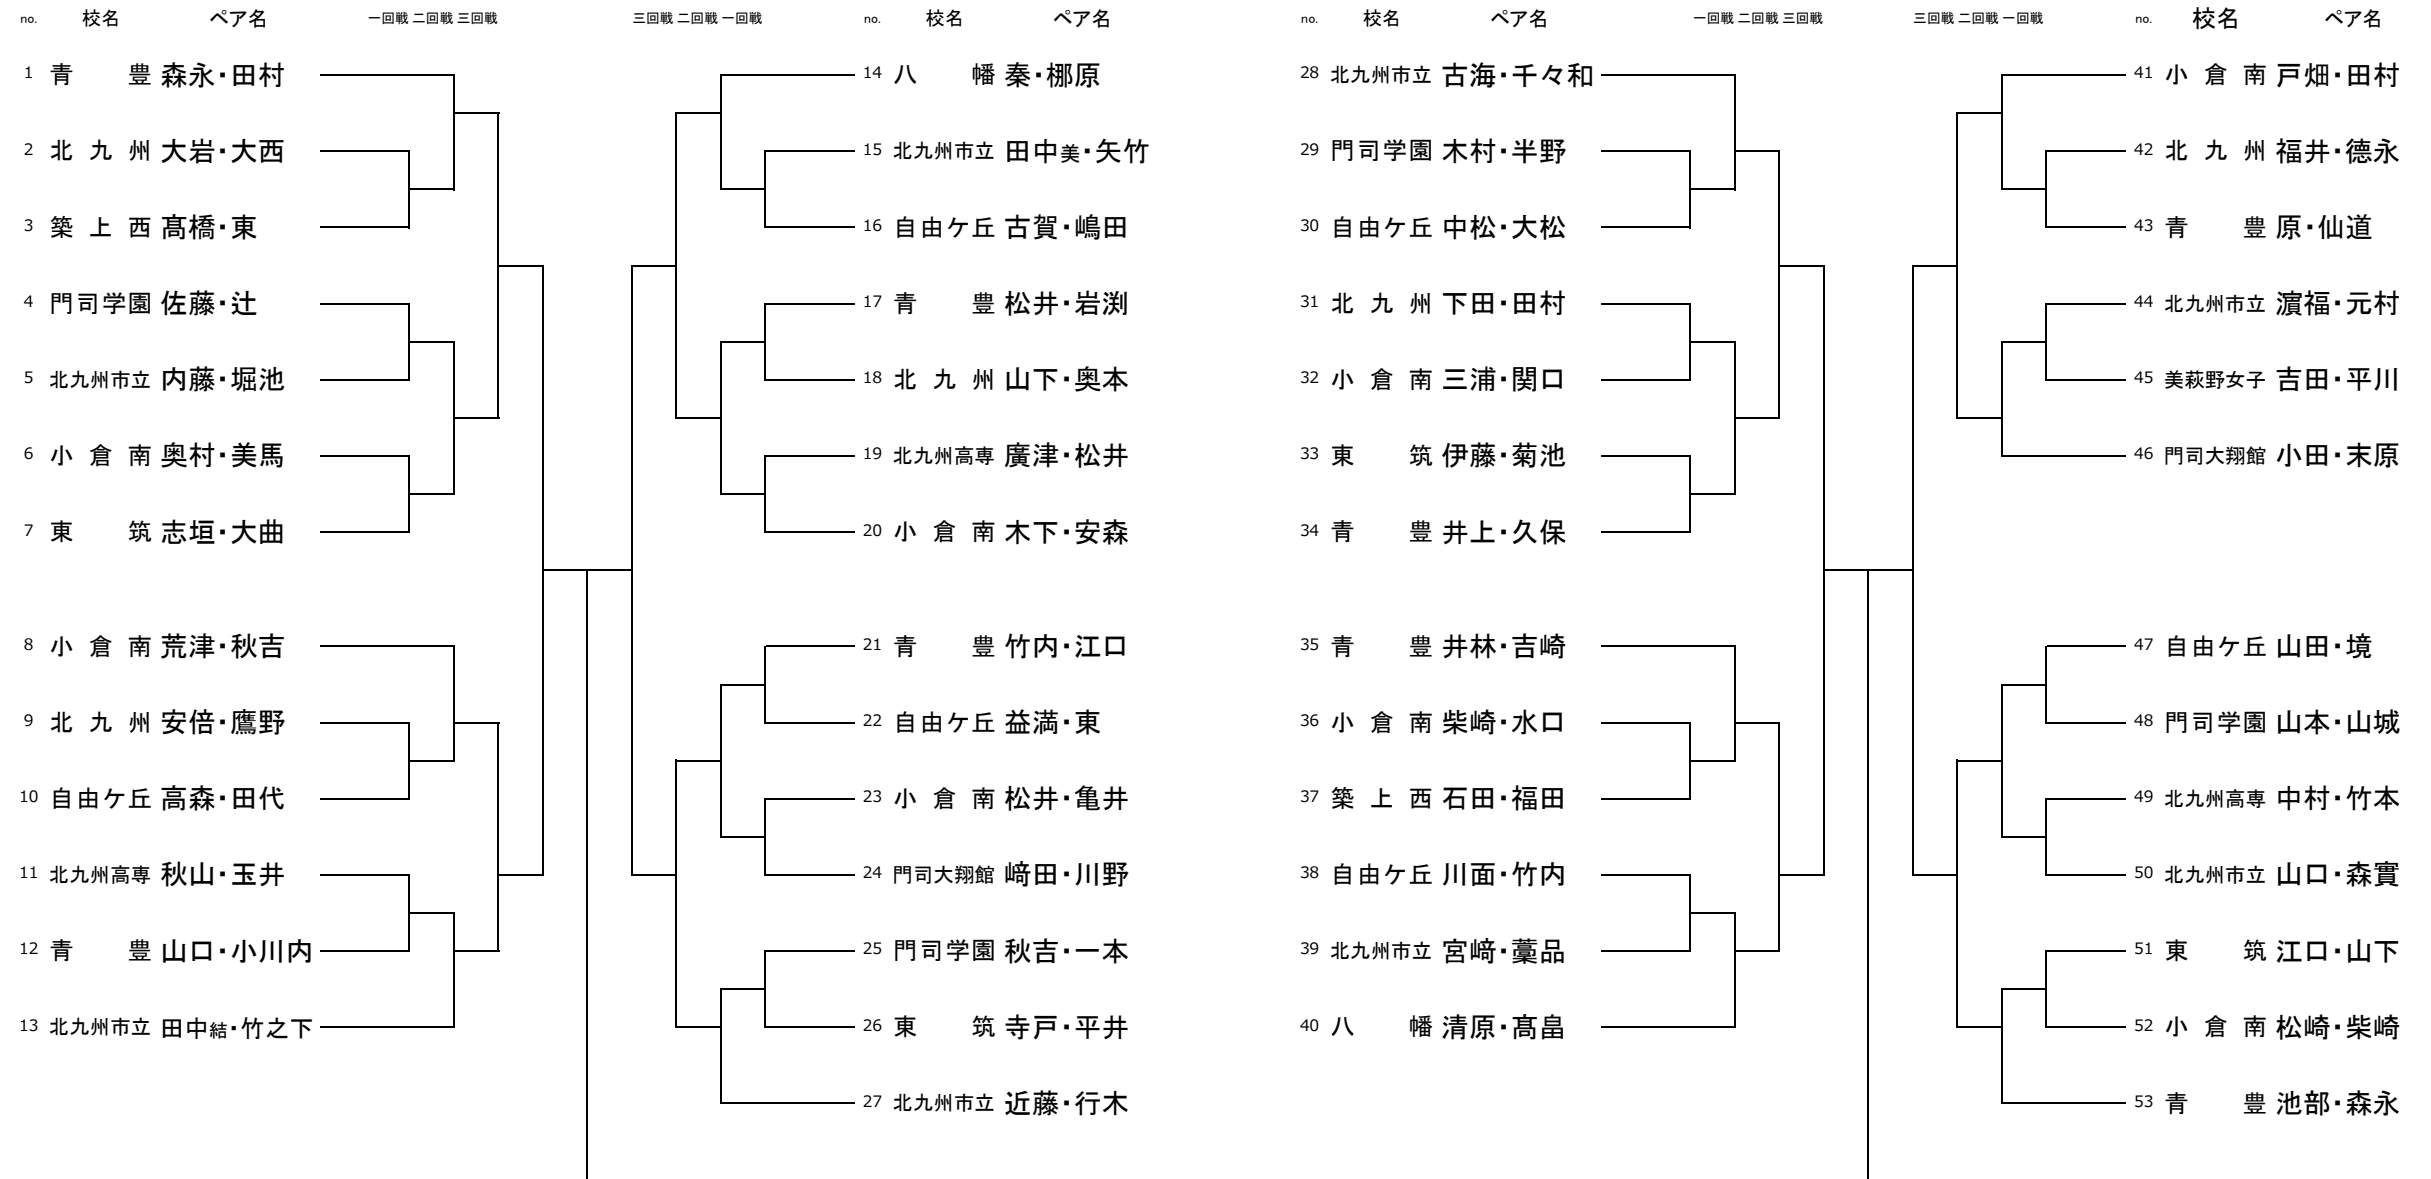 no. 校名 ペア名 一回戦 二回戦 三回戦
1 青 豊 森永・田村
2 北九州 大岩・大西
3 築上西 髙橋・東
4 門司学園 佐藤・辻
5 北九州市立 内藤・堀池
6 小倉南 奥村・美馬
7 東 筑 志垣・大曲
8 小倉南 荒津・秋吉
9 北九州 安倍・鷹野
10 自由ケ丘 高森・田代
11 北九州高専 秋山・玉井
12 青 豊 山口・小川内
13 北九州市立 田中結・竹之下
三回戦 二回戦 一回戦 no. 校名 ペア名
14 八 幡 秦・梛原
15 北九州市立 田中美・矢竹
16 自由ケ丘 古賀・嶋田
17 青 豊 松井・岩渕
18 北九州 山下・奥本
19 北九州高専 廣津・松井
20 小倉南 木下・安森
21 青 豊 竹内・江口
22 自由ケ丘 益満・東
23 小倉南 松井・亀井
24 門司大翔館 﨑田・川野
25 門司学園 秋吉・一本
26 東 筑 寺戸・平井
27 北九州市立 近藤・行木
no. 校名 ペア名 一回戦 二回戦 三回戦
28 北九州市立 古海・千々和
29 門司学園 木村・半野
30 自由ケ丘 中松・大松
31 北九州 下田・田村
32 小倉南 三浦・関口
33 東 筑 伊藤・菊池
34 青 豊 井上・久保
35 青 豊 井林・吉崎
36 小倉南 柴崎・水口
37 築上西 石田・福田
38 自由ケ丘 川面・竹内
39 北九州市立 宮﨑・藁品
40 八 幡 清原・髙畠
三回戦 二回戦 一回戦 no. 校名 ペア名
41 小倉南 戸畑・田村
42 北九州 福井・德永
43 青 豊 原・仙道
44 北九州市立 濵福・元村
45 美萩野女子 吉田・平川
46 門司大翔館 小田・末原
47 自由ケ丘 山田・境
48 門司学園 山本・山城
49 北九州高専 中村・竹本
50 北九州市立 山口・森實
51 東 筑 江口・山下
52 小倉南 松崎・柴崎
53 青 豊 池部・森永